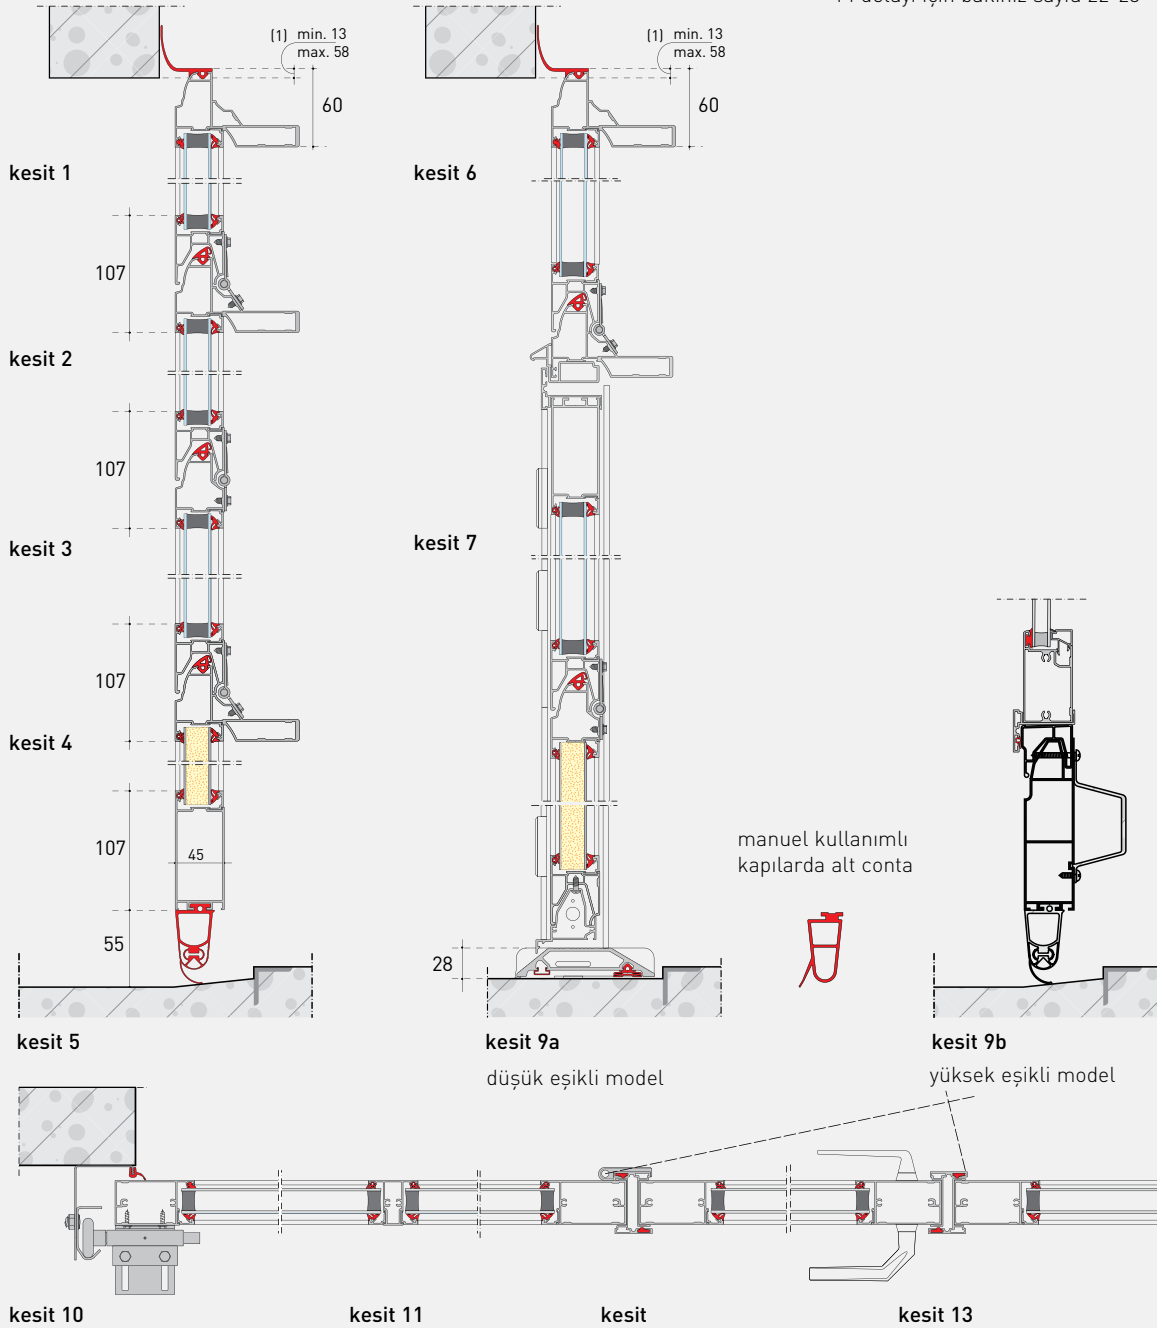 (1) min. 13
max. 58
60
kesit 1
107
kesit 2
107
kesit 3
107
kesit 4
107
45
55
kesit 5
(1) min. 13
max. 58
60
kesit 6
kesit 7
28
kesit 9a
düşük eşikli model
manuel kullanımlı
kapılarda alt conta
kesit 9b
yüksek eşikli model
kesit 10
kesit 11
kesit
kesit 13